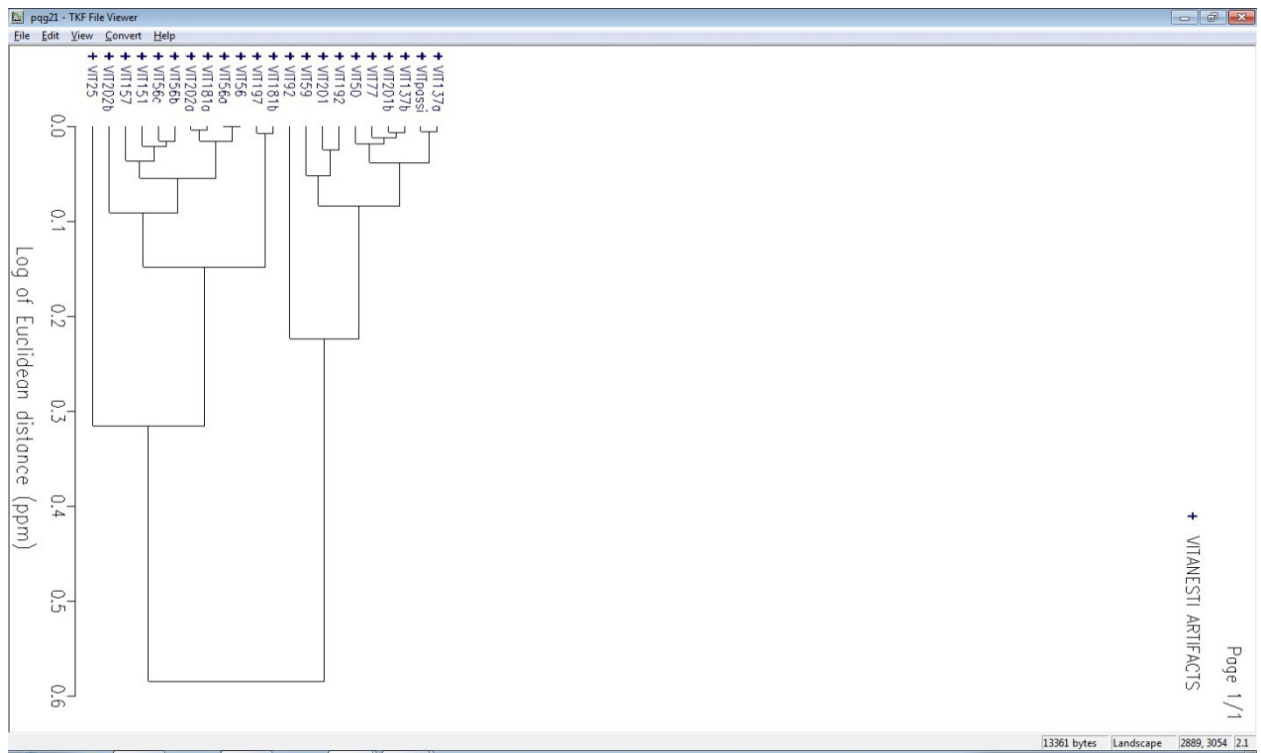 pqg21 - TKF File Viewer
File Edit View Convert Help
+ VIT25
+ VIT202b
+ VIT157
+ VIT151
+ VIT56c
+ VIT56b
+ VIT202a
+ VIT181a
+ VIT56a
+ VIT56
+ VIT197
+ VIT181b
+ VIT92
+ VIT59
+ VIT201
+ VIT192
+ VIT50
+ VIT77
+ VIT201b
+ VIT137b
+ VITpassi
+ VIT137a
0.0
0.1
0.2
0.3
0.4
0.5
0.6
Log of Euclidean distance (ppm)
+ VITANESTI ARTIFACTS
Page 1/1
13361 bytes Landscape 2889, 3054 2.1